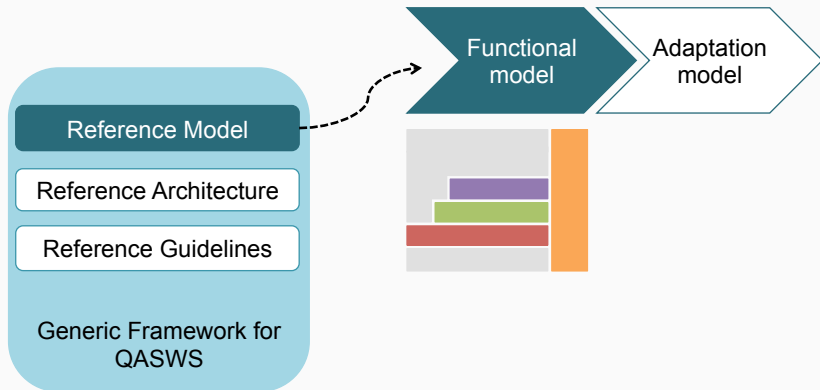 Functional
model
Adaptation
model
Reference Model
Reference Architecture
Reference Guidelines
Generic Framework for
QASWS